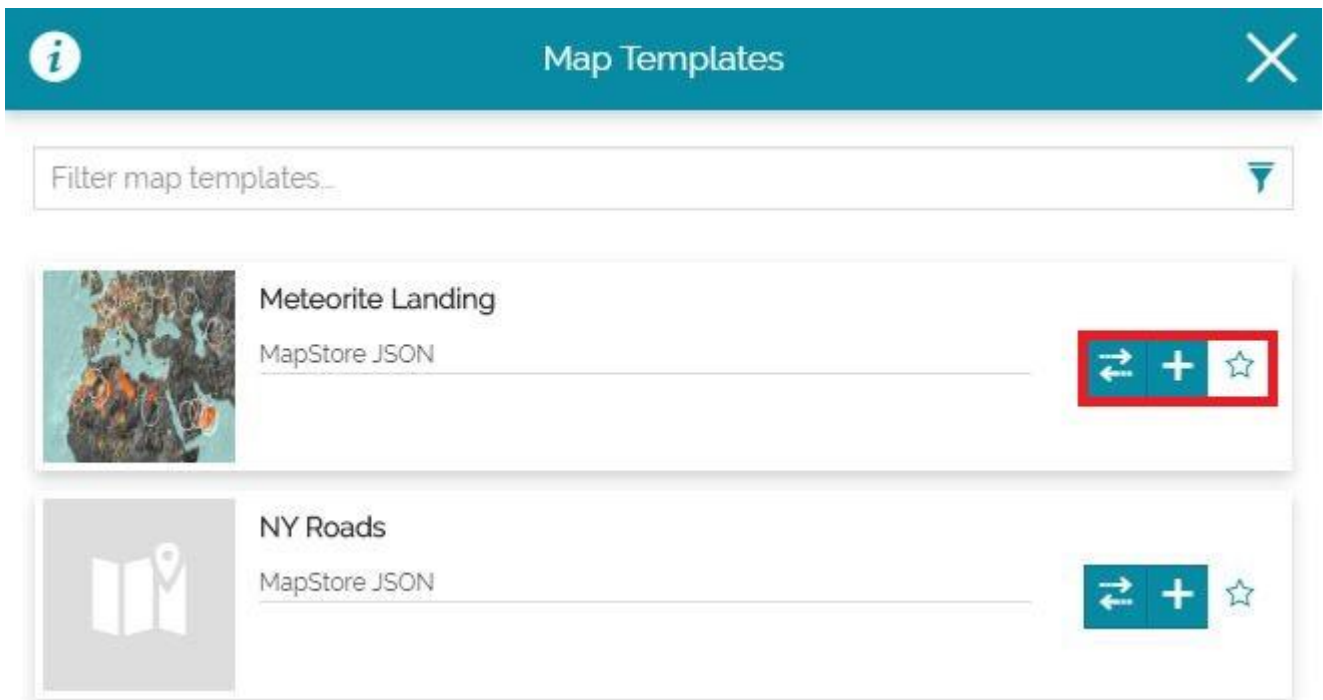 Map Templates
Filter map templates...
Meteorite Landing
MapStore JSON
NY Roads
MapStore JSON